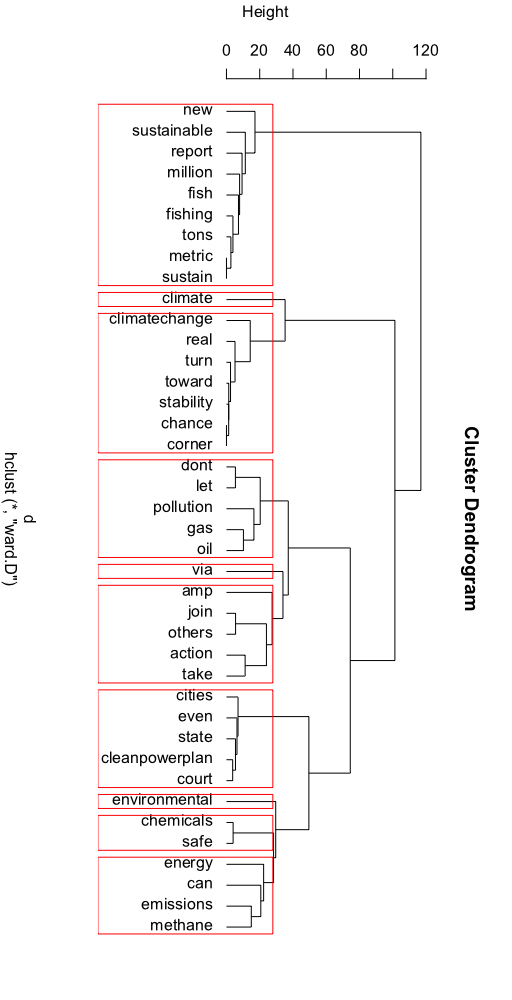 Height
0 20 40 60 80 120
new
sustainable
report
million
fish
fishing
tons
metric
sustain
climate
climatechange
real
turn
toward
stability
chance
corner
dont
let
pollution
gas
oil
via
amp
join
others
action
take
cities
even
state
cleanpowerplan
court
environmental
chemicals
safe
energy
can
emissions
methane
Cluster Dendrogram
d
hclust (*, "ward.D")